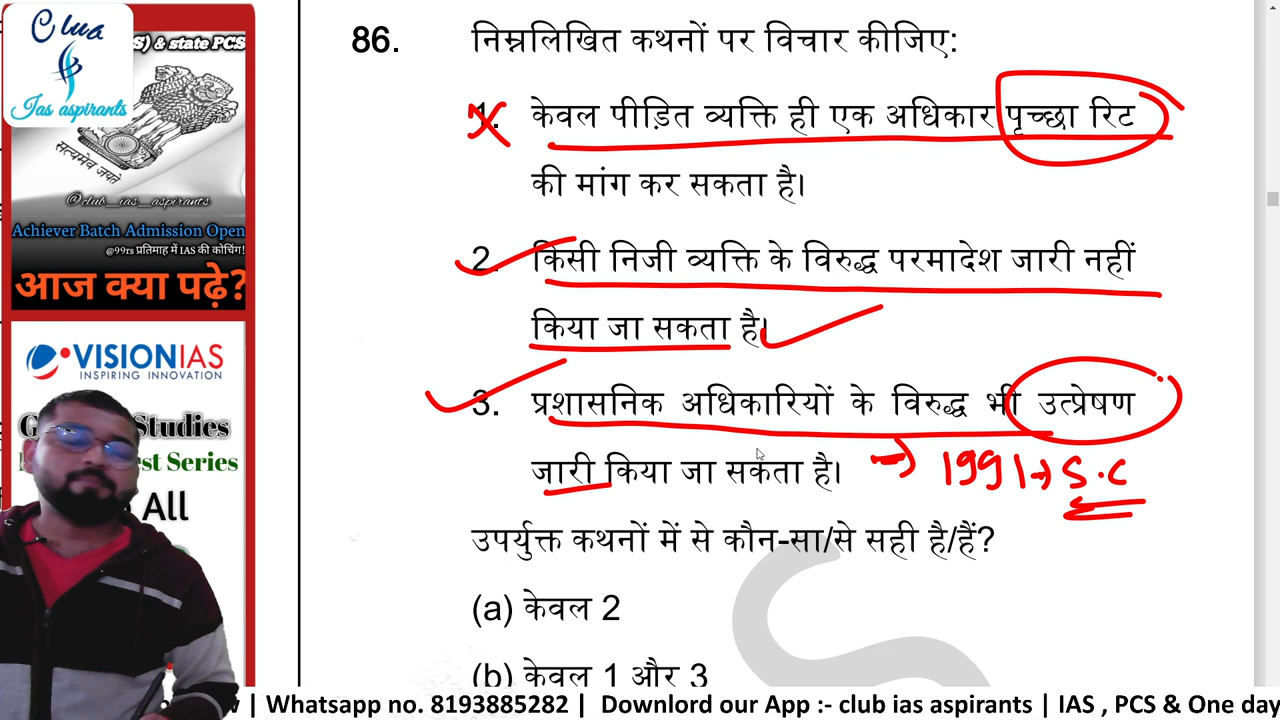 Clua
Ias aspirants
S) & state PCS
सत्यमेव जयते
@club__ias__aspirants
Achiever Batch Admission Open
@99rs प्रतिमाह में IAS की कोचिंग!
आज क्या पढ़े?
VISIONIAS
INSPIRING INNOVATION
Studies
st Series
All
86. निम्नलिखित कथनों पर विचार कीजिए:
1. केवल पीड़ित व्यक्ति ही एक अधिकार पृच्छा रिट
की मांग कर सकता है।
2. किसी निजी व्यक्ति के विरुद्ध परमादेश जारी नहीं
किया जा सकता है।
3. प्रशासनिक अधिकारियों के विरुद्ध भी उत्प्रेषण
जारी किया जा सकता है।
1991 → S.C
उपर्युक्त कथनों में से कौन-सा/से सही है/हैं?
(a) केवल 2
(b) केवल 1 और 3
| Whatsapp no. 8193885282 | Downlord our App :- club ias aspirants | IAS , PCS & One day